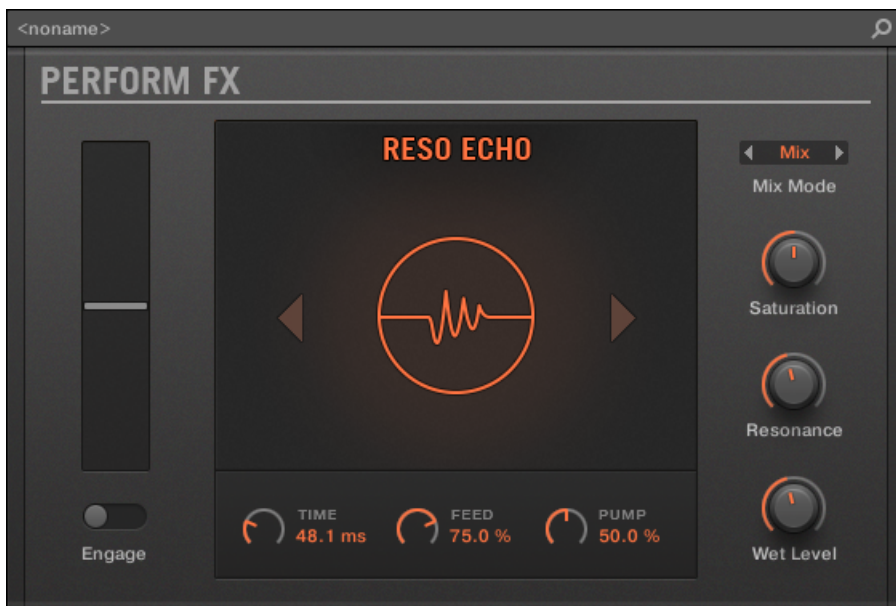 <noname>
PERFORM FX
RESO ECHO
Mix
Mix Mode
Saturation
Resonance
TIME
48.1 ms
FEED
75.0 %
PUMP
50.0 %
Engage
Wet Level